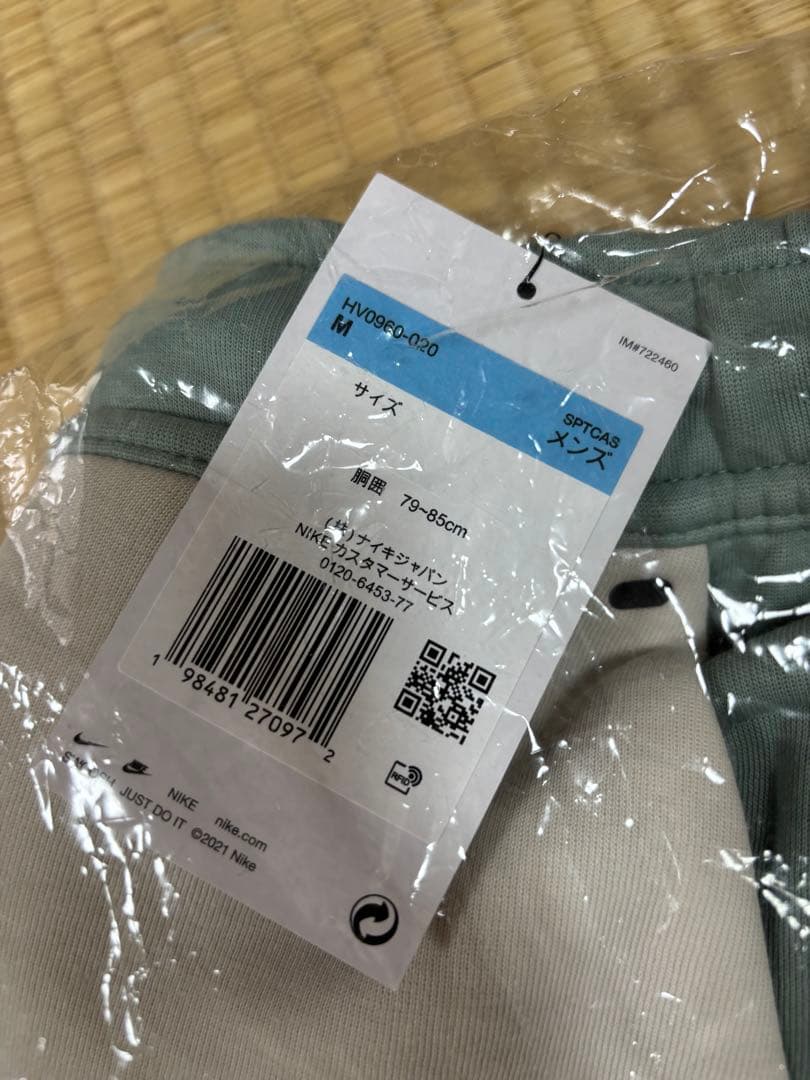 HV0960-020
M
IM#722460
サイズ
SPTCAS
メンズ
胴囲 79~85cm
(株)ナイキジャパン
NIKE カスタマーサービス
0120-6453-77
1 98481 27097 2
RFID
SWOOSH JUST DO IT NIKE nike.com
©2021 Nike